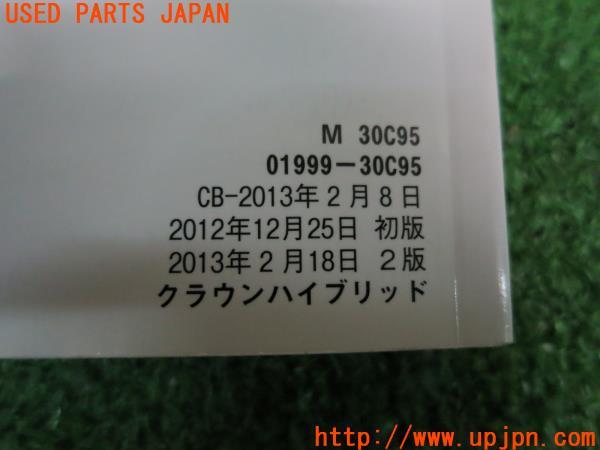 USED PARTS JAPAN
M 30C95
01999-30C95
CB-2013年2月8日
2012年12月25日 初版
2013年2月18日 2版
クラウンハイブリッド
http://www.upjpn.com/